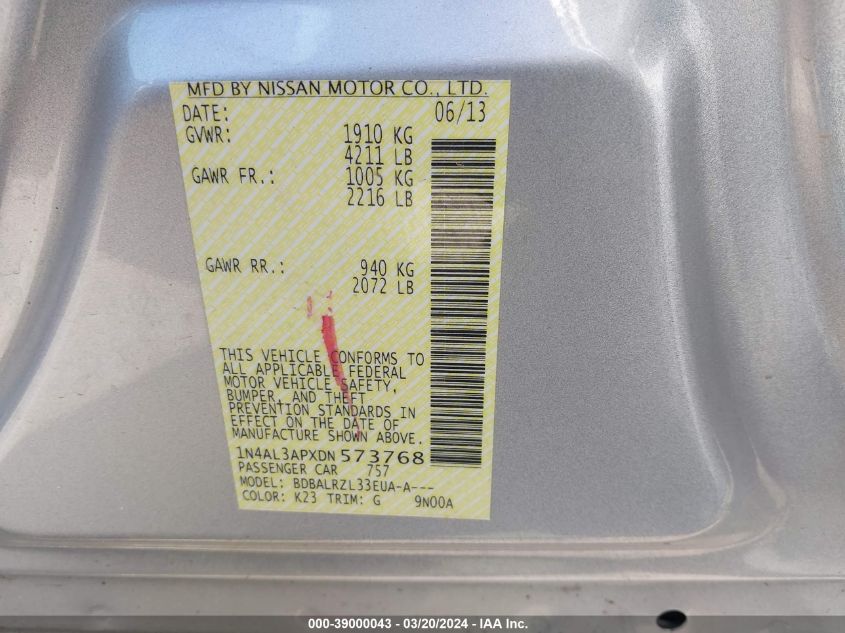 MFD BY NISSAN MOTOR CO., LTD.
DATE: 06/13
GVWR: 1910 KG
4211 LB
GAWR FR.: 1005 KG
2216 LB
GAWR RR.: 940 KG
2072 LB
THIS VEHICLE CONFORMS TO
ALL APPLICABLE FEDERAL
MOTOR VEHICLE SAFETY,
BUMPER, AND THEFT
PREVENTION STANDARDS IN
EFFECT ON THE DATE OF
MANUFACTURE SHOWN ABOVE.
1N4AL3APXDN 573768
PASSENGER CAR 757
MODEL: BDBALRZL33EUA-A---
COLOR: K23 TRIM: G 9N00A
000-39000043 - 03/20/2024 - IAA Inc.